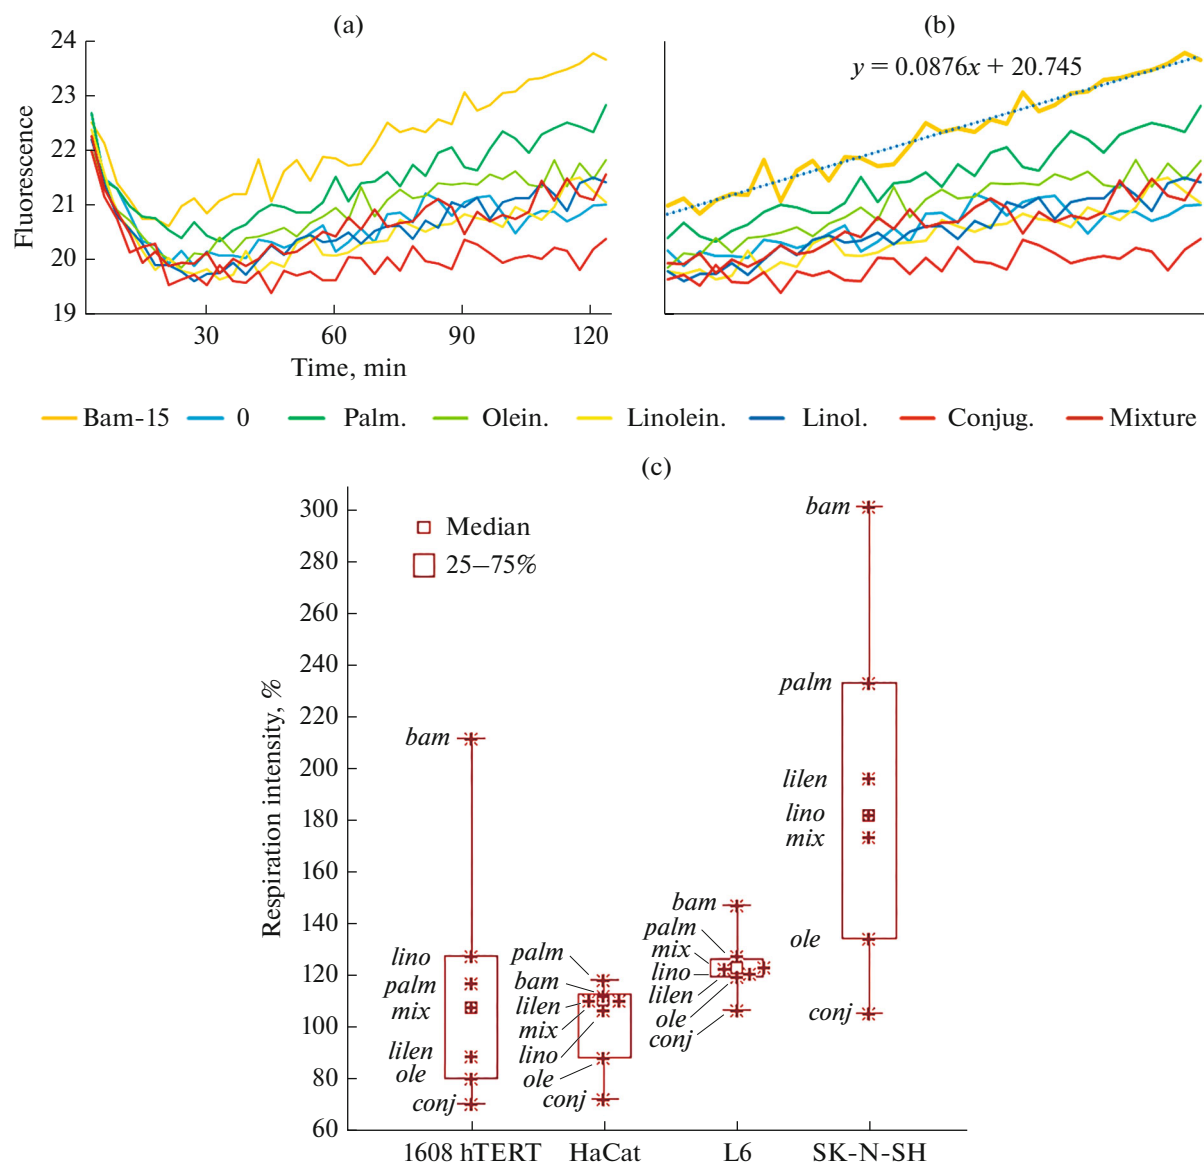 (a)
(b)
24
23
22
21
20
19
Fluorescence
y = 0.0876x + 20.745
30
60
90
120
Time, min
Bam-15
0
Palm.
Olein.
Linolein.
Linol.
Conjug.
Mixture
(c)
Respiration intensity, %
300
280
260
240
220
200
180
160
140
120
100
80
60
Median
25–75%
bam
lino
palm
mix
lilen
ole
conj
palm
bam
lilen
mix
lino
ole
conj
bam
palm
mix
lino
lilen
ole
conj
bam
palm
lilen
lino
mix
ole
conj
1608 hTERT
HaCat
L6
SK-N-SH